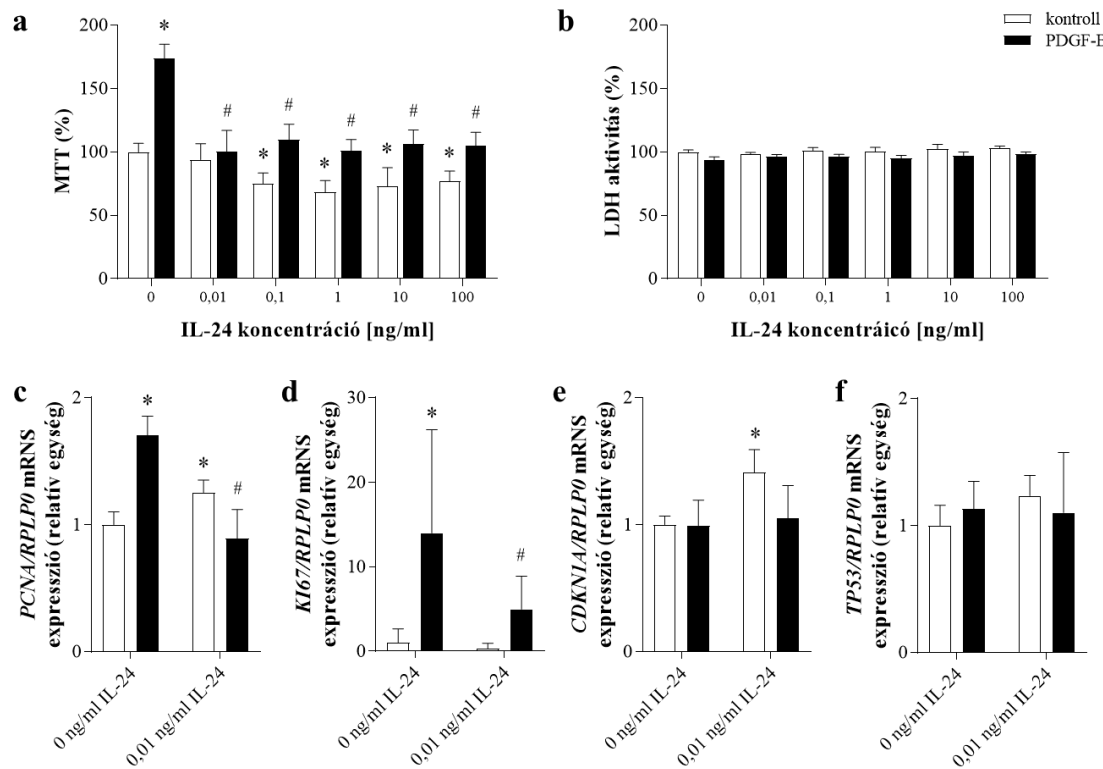 a
200
150
100
50
0
MTT (%)
*
#
#
*
#
*
#
*
#
*
0
0,01
0,1
1
10
100
IL-24 koncentráció [ng/ml]
b
200
150
100
50
0
LDH aktivitás (%)
0
0,01
0,1
1
10
100
IL-24 koncentráicó [ng/ml]
kontroll
PDGF-B
c
2
1
0
PCNA/RPLP0 mRNS
expresszió (relatív egység)
*
*
#
0 ng/ml IL-24
0,01 ng/ml IL-24
d
30
20
10
0
KI67/RPLP0 mRNS
expresszió (relatív egység)
*
#
0 ng/ml IL-24
0,01 ng/ml IL-24
e
2
1
0
CDKN1A/RPLP0 mRNS
expresszió (relatív egység)
*
0 ng/ml IL-24
0,01 ng/ml IL-24
f
2
1
0
TP53/RPLP0 mRNS
expresszió (relatív egység)
0 ng/ml IL-24
0,01 ng/ml IL-24